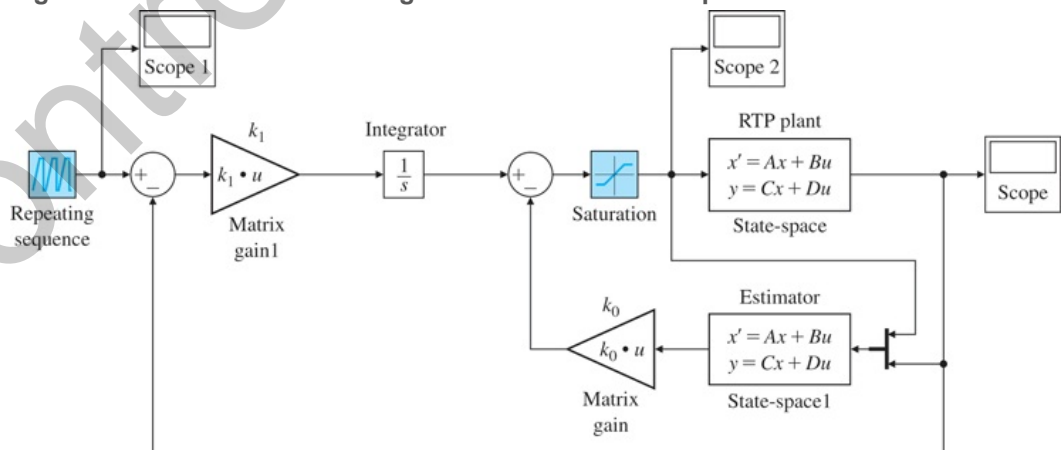 Scope 1
Scope 2
k₁
Integrator
RTP plant
+
−
k₁ • u
1
s
+
−
x′ = Ax + Bu
y = Cx + Du
Scope
Repeating
sequence
Matrix
gain1
Saturation
State-space
k₀
Estimator
k₀ • u
x′ = Ax + Bu
y = Cx + Du
Matrix
gain
State-space1